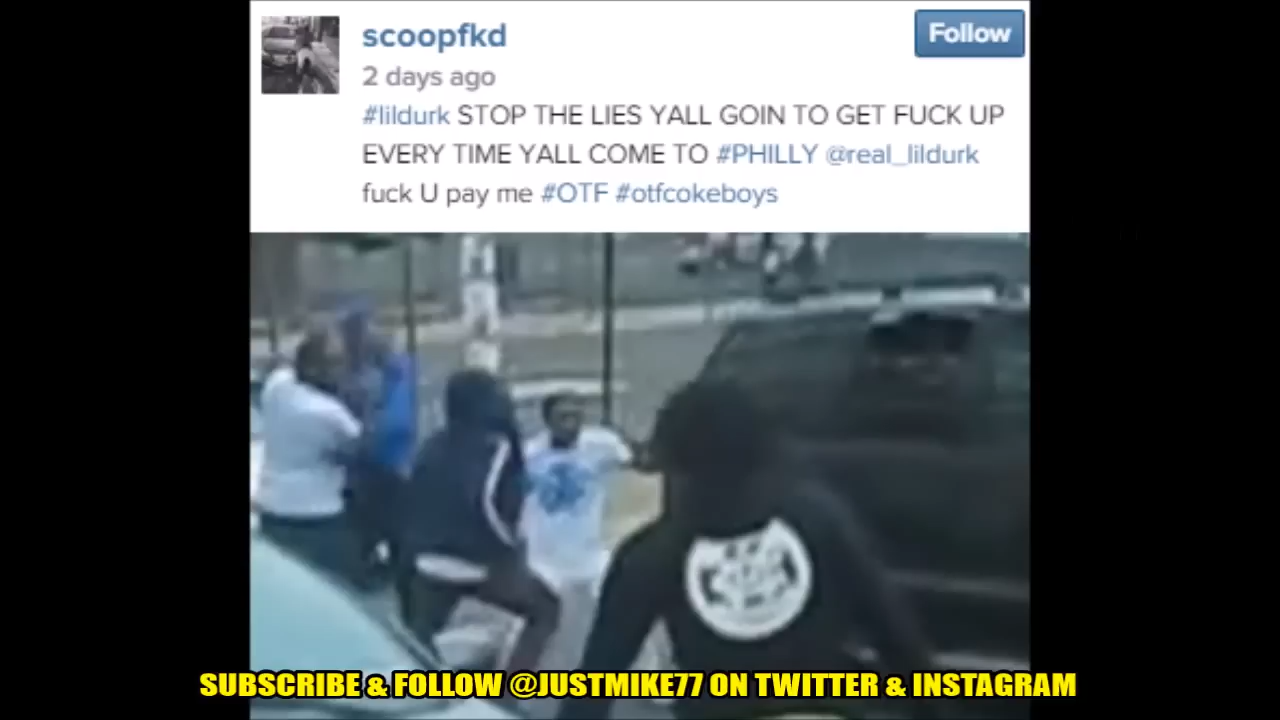 scoopfkd
Follow
2 days ago
#lildurk STOP THE LIES YALL GOIN TO GET FUCK UP
EVERY TIME YALL COME TO #PHILLY @real_lildurk
fuck U pay me #OTF #otfcokeboys
SUBSCRIBE & FOLLOW @JUSTMIKE77 ON TWITTER & INSTAGRAM